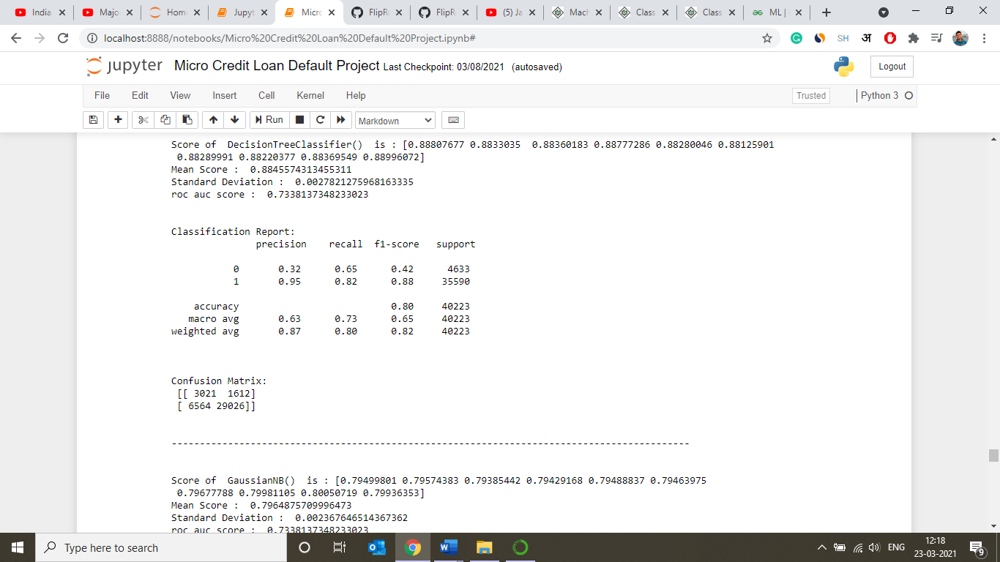 India
Majo
Hom
Jupyt
Micr
FlipR
FlipR
(5) Ja
Mach
Class
Class
ML |
localhost:8888/notebooks/Micro%20Credit%20Loan%20Default%20Project.ipynb#
SH
अ
jupyter Micro Credit Loan Default Project Last Checkpoint: 03/08/2021 (autosaved)
Logout
File Edit View Insert Cell Kernel Help
Trusted
Python 3
Run
Markdown
Score of  DecisionTreeClassifier()  is : [0.88807677 0.8833035  0.88360183 0.88777286 0.88280046 0.88125901
0.88289991 0.88220377 0.88369549 0.88996072]
Mean Score :  0.8845574313455311
Standard Deviation :  0.0027821275968163335
roc auc score :  0.7338137348233023
Classification Report:
precision    recall  f1-score   support
0       0.32      0.65      0.42      4633
1       0.95      0.82      0.88     35590
accuracy                           0.80     40223
macro avg       0.63      0.73      0.65     40223
weighted avg       0.87      0.80      0.82     40223
Confusion Matrix:
[[ 3021  1612]
[ 6564 29026]]
--------------------------------------------------------------------------------------------
Score of  GaussianNB()  is : [0.79499801 0.79574383 0.79385442 0.79429168 0.79488837 0.79463975
0.79677788 0.79981105 0.80050719 0.79936353]
Mean Score :  0.7964875709996473
Standard Deviation :  0.002367646514367362
roc auc score :  0.7338137348233023
Type here to search
ENG
12:18
23-03-2021
9